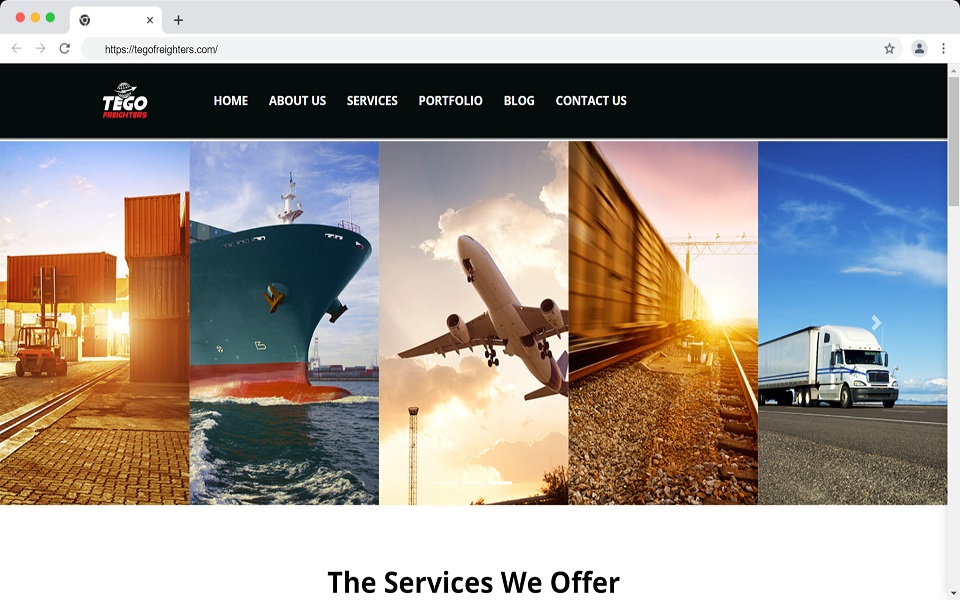 https://tegofreighters.com/
TEGO
FREIGHTERS
HOME ABOUT US SERVICES PORTFOLIO BLOG CONTACT US
The Services We Offer